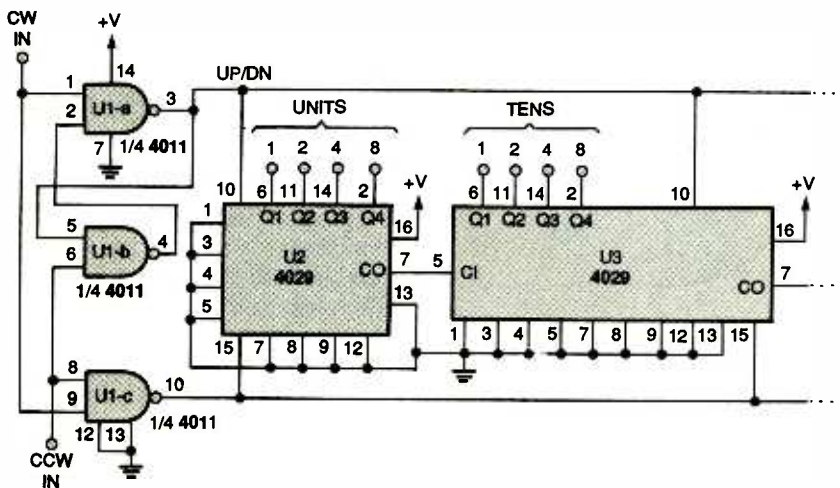 CW
IN
+V
14
1
2
3
U1-a
7
1/4 4011
5
6
4
U1-b
1/4 4011
8
9
10
U1-c
12 13
1/4 4011
CCW
IN
UP/DN
UNITS
1 2 4 8
10 6 11 14 2
Q1 Q2 Q3 Q4
+V
16
1
3
4
5
U2
4029
CO
7
13
15 7 8 9 12
TENS
1 2 4 8
6 11 14 2 10
Q1 Q2 Q3 Q4
+V
16
5
CI
U3
4029
CO
7
1 3 4 5 7 8 9 12 13 15